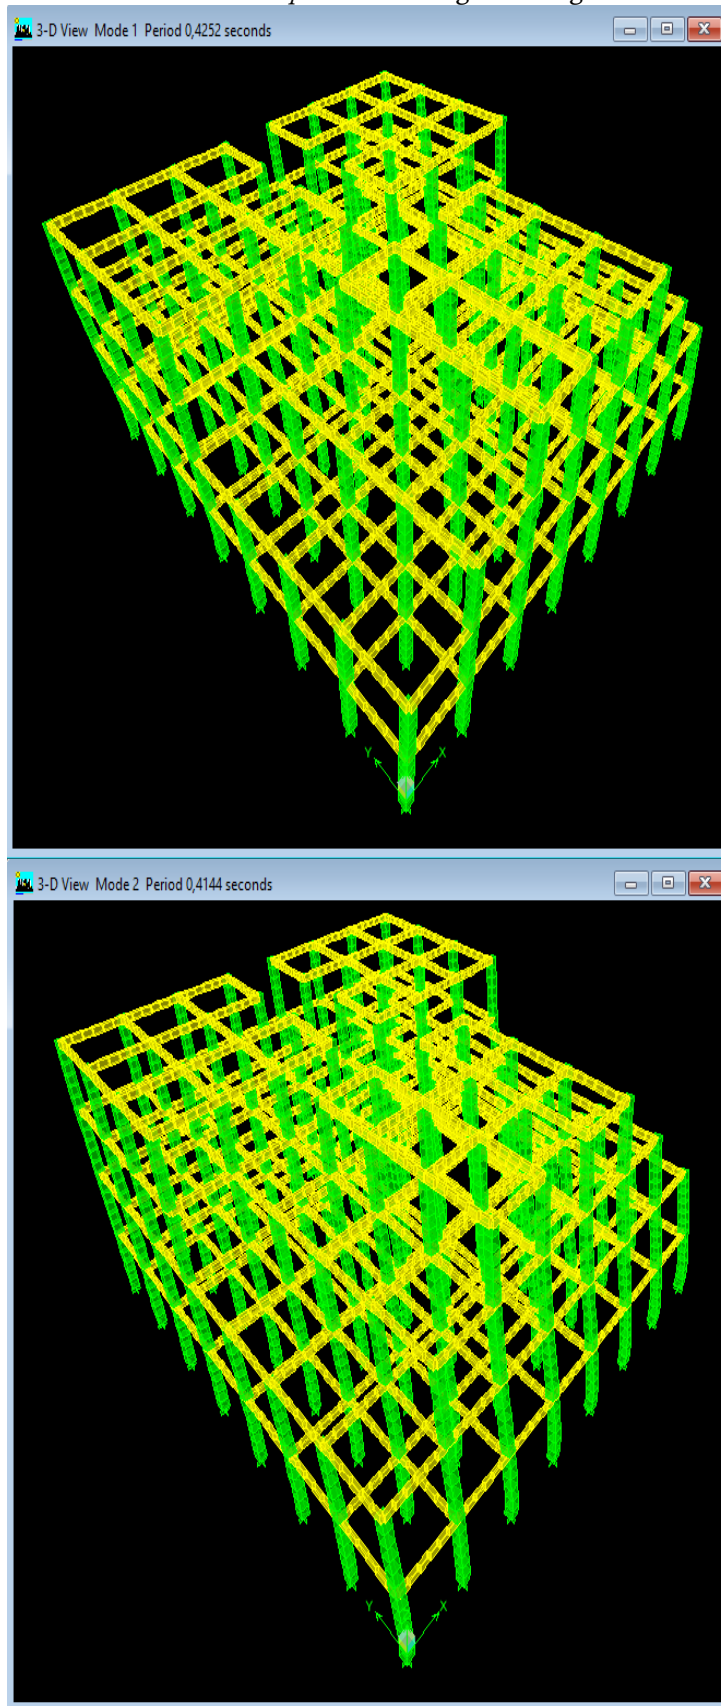 3-D View Mode 1 Period 0,4252 seconds
Y X
3-D View Mode 2 Period 0,4144 seconds
Y X